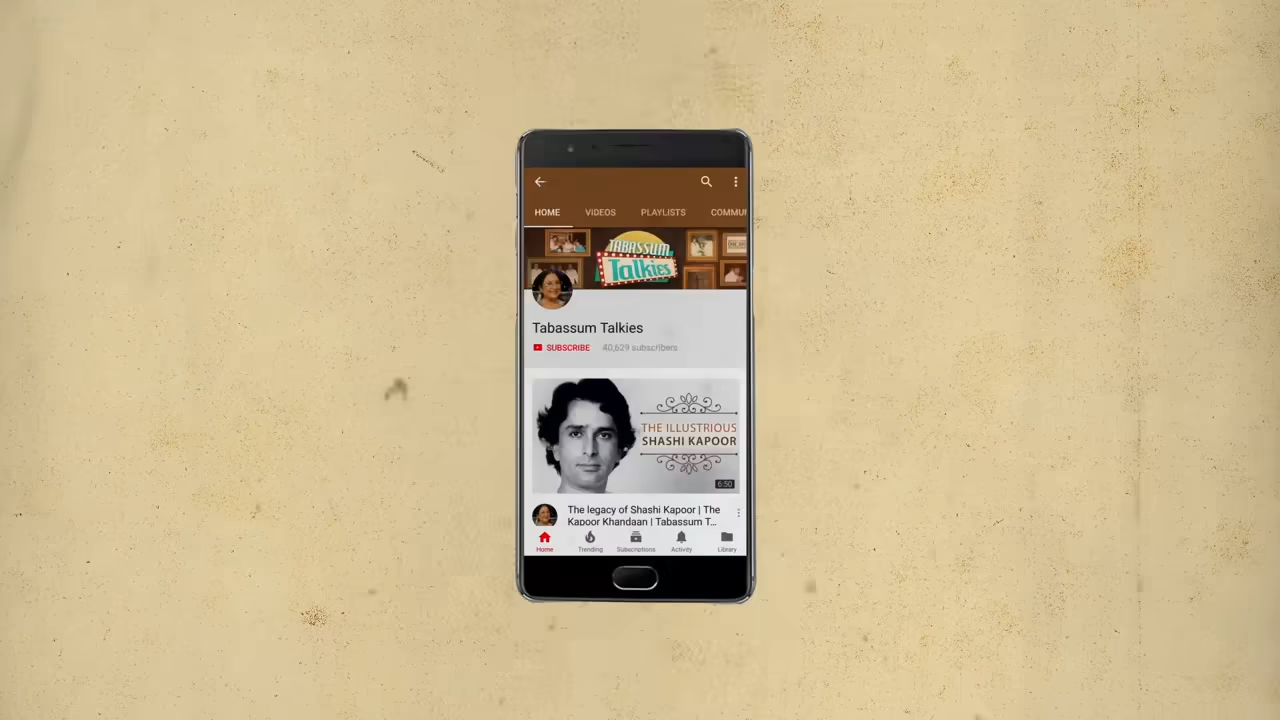 HOME VIDEOS PLAYLISTS COMMU
TABASSUM
Talkies
Tabassum Talkies
SUBSCRIBE 40,629 subscribers
THE ILLUSTRIOUS
SHASHI KAPOOR
6:50
The legacy of Shashi Kapoor | The
Kapoor Khandaan | Tabassum T...
Home Trending Subscriptions Activity Library